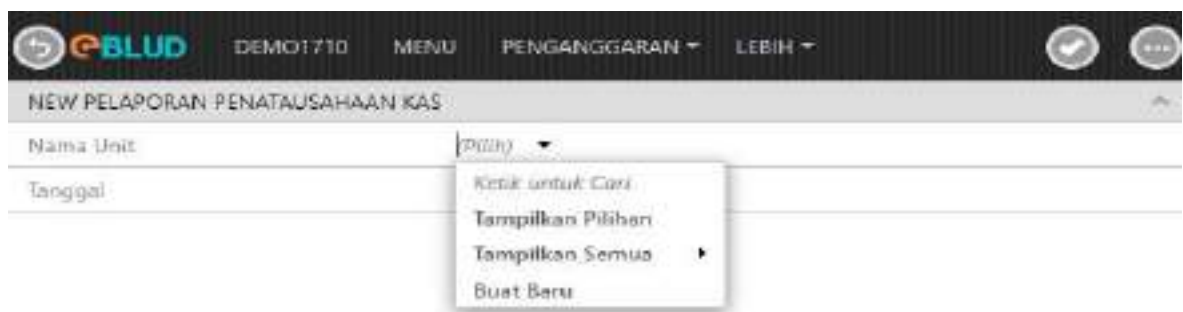 eBLUD DEMO1710 MENU PENGANGGARAN LEBIH
NEW PELAPORAN PENATAUSAHAAN KAS
Nama Unit (Pilih)
Tanggal
Ketik untuk Cari
Tampilkan Pilihan
Tampilkan Semua
Buat Baru